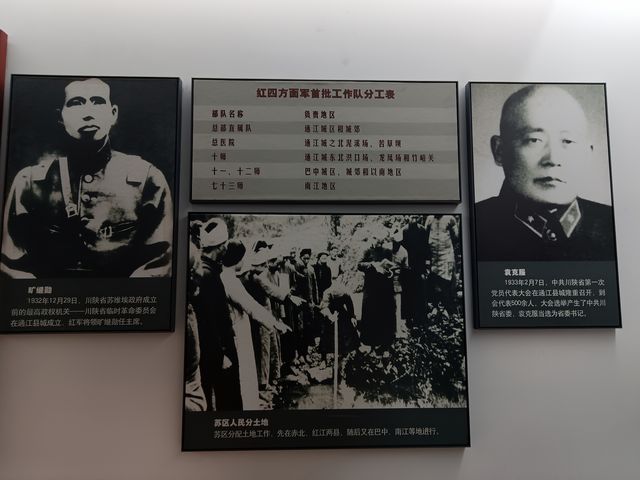 旷继勋
1932年12月29日，川陕省苏维埃政府成立
前的最高政权机关——川陕省临时革命委员会
在通江县城成立，红军将领旷继勋任主席。
红四方面军首批工作队分工表
部队名称 负责地区
总部直属队 通江城区和城郊
总医院 通江城之北泥溪场、苦草坝
十师 通江城东北洪口场、龙凤场和竹峪关
十一、十二师 巴中城区、城郊和以南地区
七十三师 南江地区
苏区人民分土地
苏区分配土地工作，先在赤北、红江两县，随后又在巴中、南江等地进行。
袁克服
1933年2月7日，中共川陕省第一次
党员代表大会在通江县城隆重召开，到
会代表500余人，大会选举产生了中共川
陕省委，袁克服当选为省委书记。